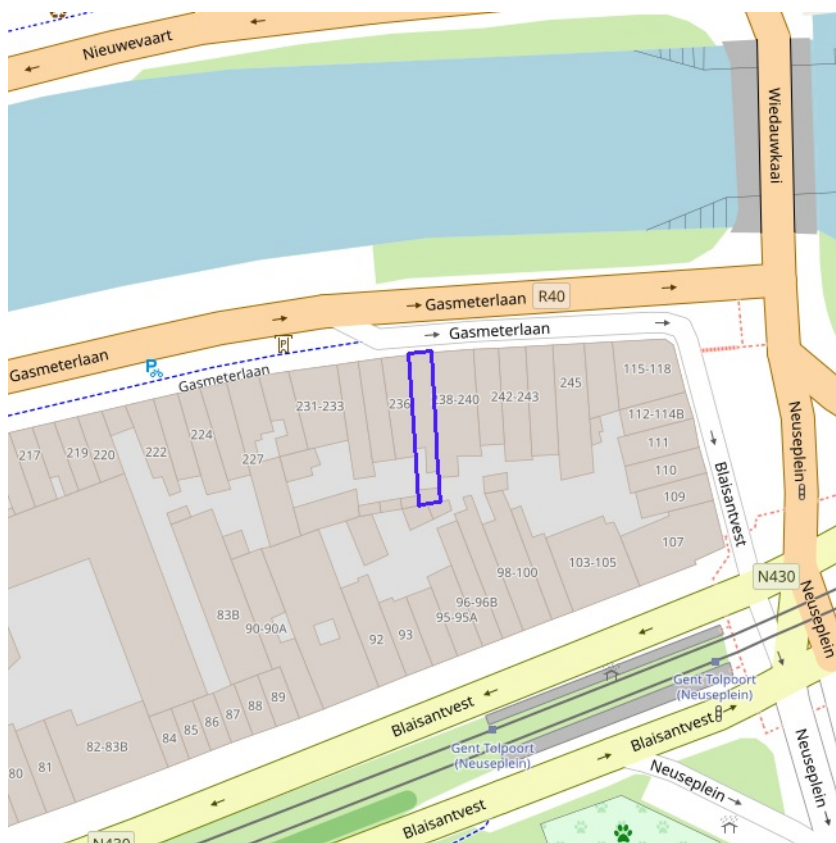 Nieuwevaart
Wiedauwkaai
Gasmeterlaan
R40
Gasmeterlaan
Gasmeterlaan
Gasmeterlaan
P
P
115-118
245
242-243
238-240
236
231-233
112-114B
224
111
227
222
219
220
217
110
109
107
Neuseplein
Blaisantvest
103-105
98-100
N430
96-96B
95-95A
83B
90-90A
93
92
Neuseplein
Gent Tolpoort
(Neuseplein)
89
88
87
86
85
84
82-83B
81
80
Blaisantvest
Blaisantvest
Gent Tolpoort
(Neuseplein)
Neuseplein
Neuseplein
Blaisantvest
N430